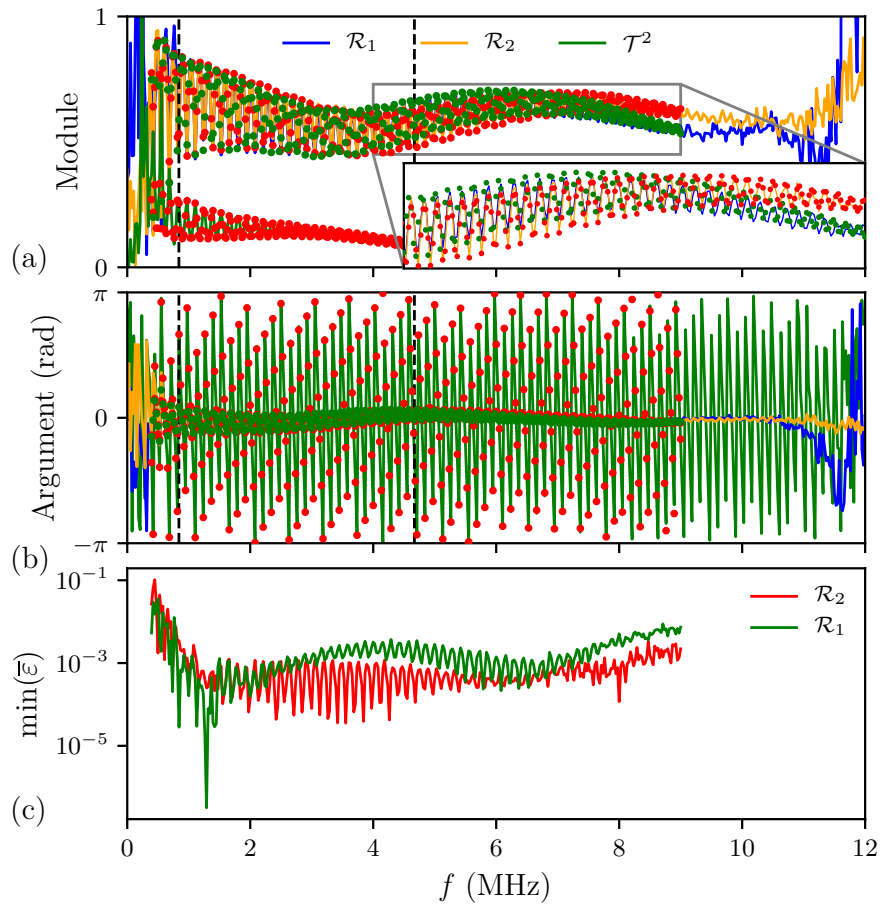 1
R₁ R₂ T²
Module
0
(a)
π
Argument (rad)
0
−π
(b)
10⁻¹
R₂
R₁
10⁻³
min(ε̅)
10⁻⁵
(c)
0 2 4 6 8 10 12
f (MHz)